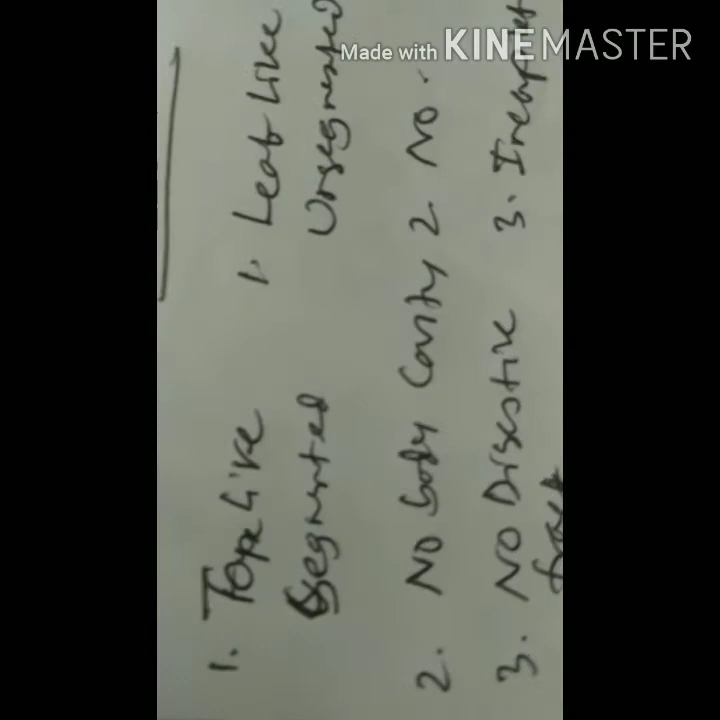 Made with KINEMASTER
1. Tape like 1. Leaf like
Segmented Unsegmented
2. No body Cavity 2 No.
3. No Digestive 3.